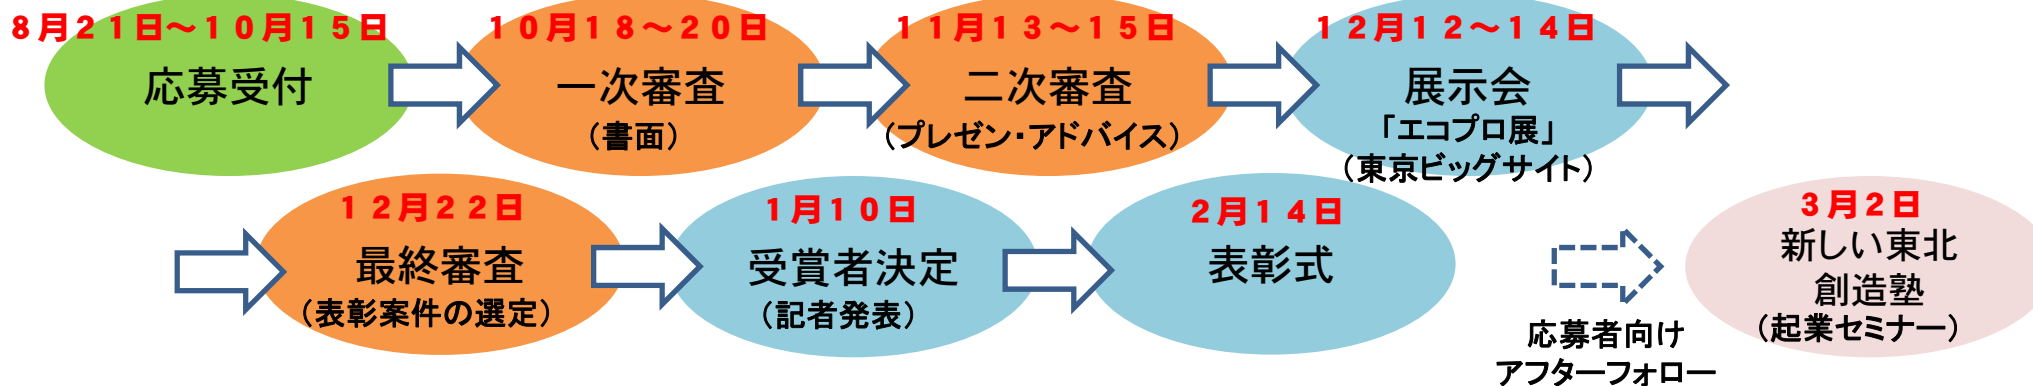 ８月２１日～１０月１５日
応募受付
１０月１８～２０日
一次審査
（書面）
１１月１３～１５日
二次審査
（プレゼン・アドバイス）
１２月１２～１４日
展示会
「エコプロ展」
（東京ビッグサイト）
１２月２２日
最終審査
（表彰案件の選定）
１月１０日
受賞者決定
（記者発表）
２月１４日
表彰式
応募者向け
アフターフォロー
３月２日
新しい東北
創造塾
（起業セミナー）